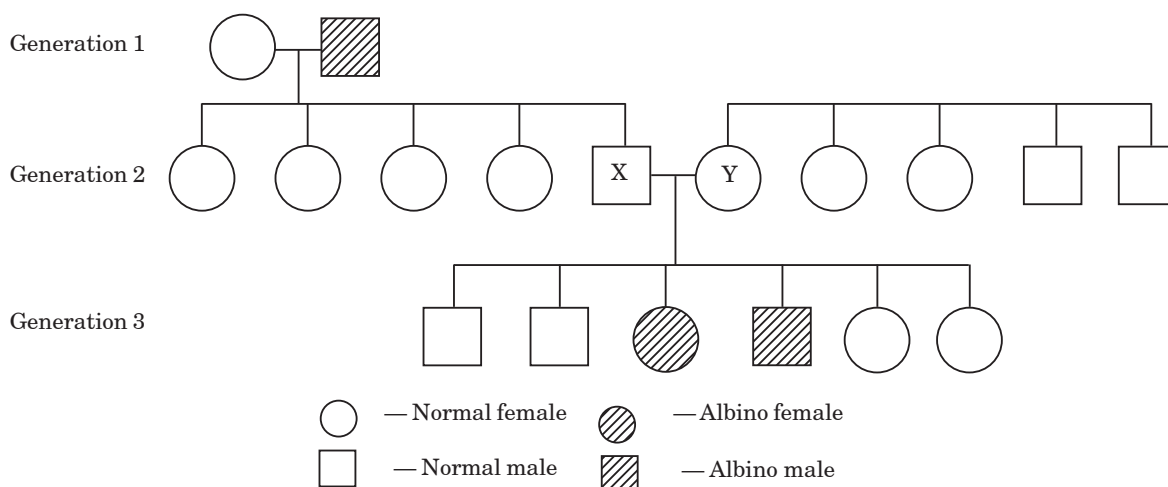 Generation 1
Generation 2
X
Y
Generation 3
— Normal female
— Albino female
— Normal male
— Albino male